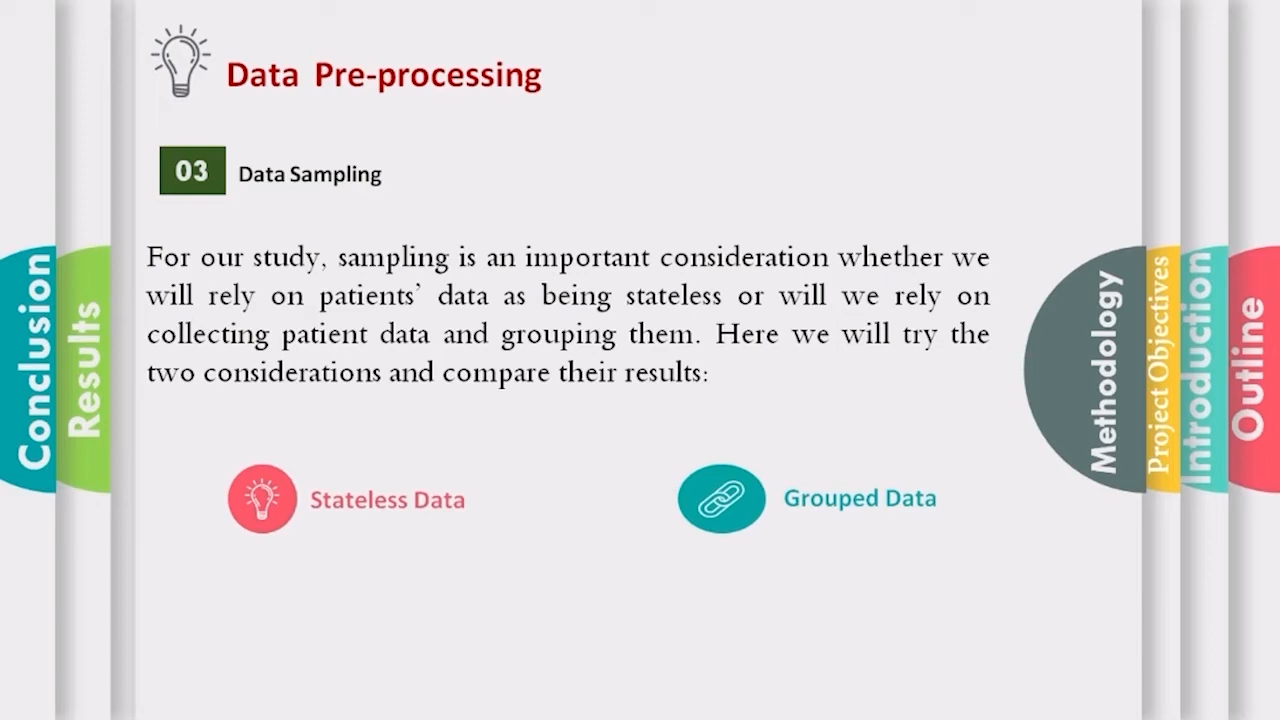 Data Pre-processing
03 Data Sampling
For our study, sampling is an important consideration whether we
will rely on patients’ data as being stateless or will we rely on
collecting patient data and grouping them. Here we will try the
two considerations and compare their results:
Stateless Data
Grouped Data
Conclusion
Results
Methodology
Project Objectives
Introduction
Outline